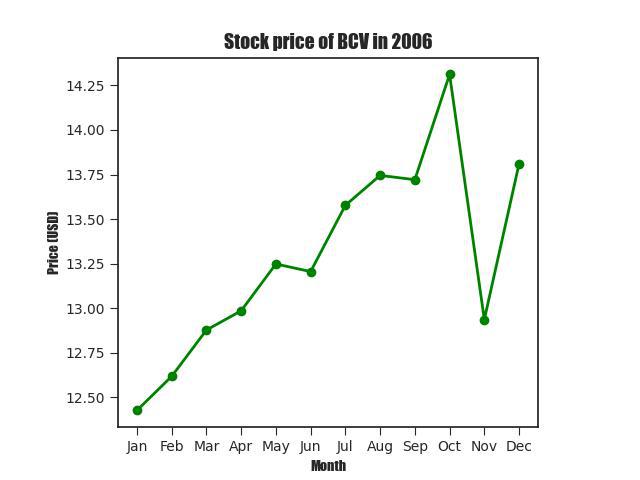 Stock price of BCV in 2006
Price (USD)
14.25
14.00
13.75
13.50
13.25
13.00
12.75
12.50
Jan Feb Mar Apr May Jun Jul Aug Sep Oct Nov Dec
Month